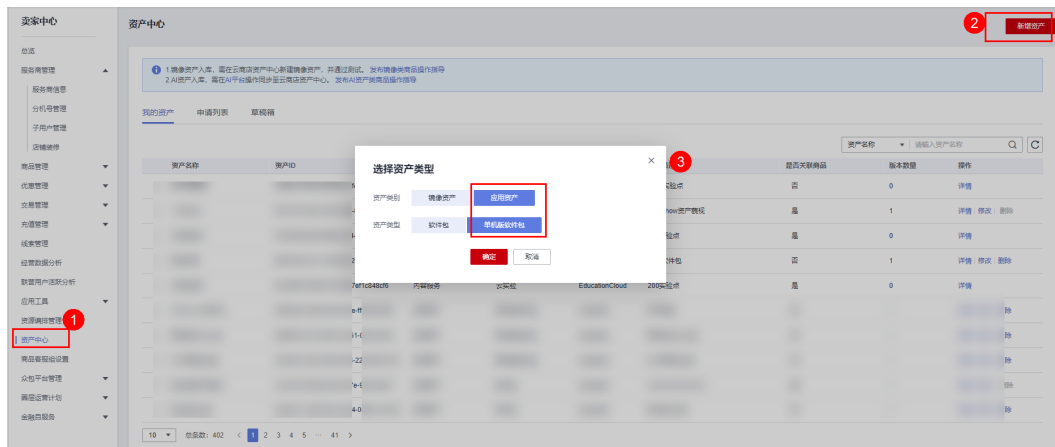 卖家中心
资产中心
2
新增资产
总览
服务商管理
服务商信息
分机号管理
子用户管理
店铺装修
商品管理
优惠管理
交易管理
充值管理
线索管理
经营数据分析
联营用户活跃分析
应用工具
资源编排管理
1
资产中心
商品客服组设置
众包平台管理
圈层运营计划
金融自服务
1.镜像资产入库，需在云商店资产中心新建镜像资产，并通过测试。发布镜像类商品操作指导
2.AI资产入库，需在AI平台操作同步至云商店资产中心。发布AI资产类商品操作指导
我的资产 申请列表 草稿箱
资产名称 请输入资产名称
资产名称 资产ID 是否关联商品 版本数量 操作
否 0 详情
是 1 详情 修改 删除
是 0 详情
否 1 详情 修改 删除
7ef1c848cf6 内容服务 云实验 EducationCloud 200实验点 是 0 详情
选择资产类型
3
资产类别 镜像资产 应用资产
资产类型 软件包 单机版软件包
确定 取消
10 总条数: 402 < 1 2 3 4 5 ··· 41 >